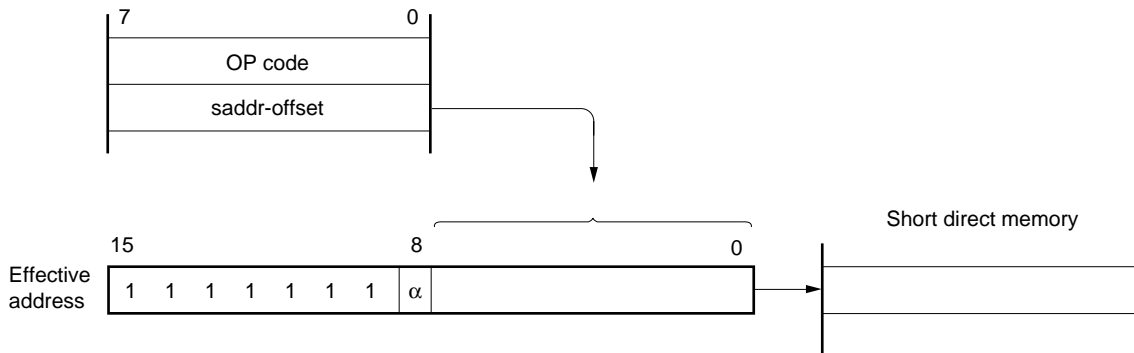 7 0
OP code
saddr-offset
Short direct memory
15 8 0
Effective
address
1 1 1 1 1 1 1 α